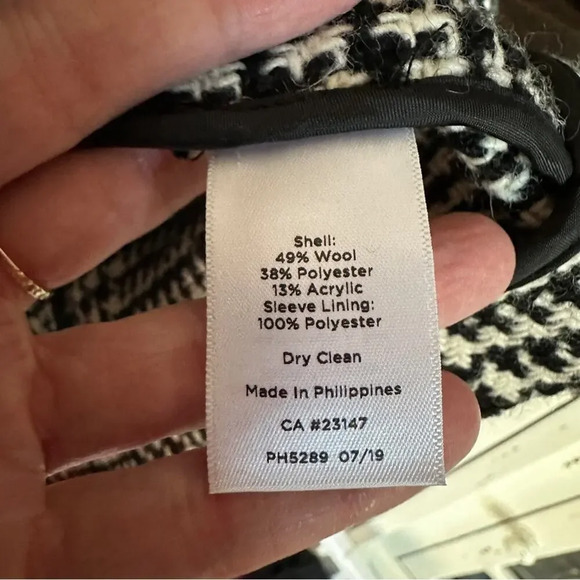 Shell:
49% Wool
38% Polyester
13% Acrylic
Sleeve Lining:
100% Polyester
Dry Clean
Made In Philippines
CA #23147
PH5289 07/19